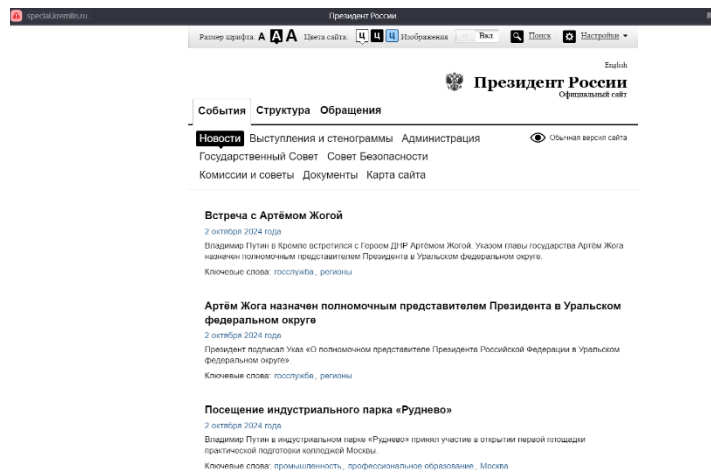 special.kremlin.ru
Президент России
Размер шрифта: А А А Цвета сайта: Ц Ц Ц Изображения Вкл Поиск Настройки
English
Президент России
Официальный сайт
События Структура Обращения
Новости Выступления и стенограммы Администрация
Обычная версия сайта
Государственный Совет Совет Безопасности
Комиссии и советы Документы Карта сайта
Встреча с Артёмом Жогой
2 октября 2024 года
Владимир Путин в Кремле встретился с Героем ДНР Артёмом Жогой. Указом главы государства Артём Жога
назначен полномочным представителем Президента в Уральском федеральном округе.
Ключевые слова: госслужба, регионы
Артём Жога назначен полномочным представителем Президента в Уральском
федеральном округе
2 октября 2024 года
Президент подписал Указ «О полномочном представителе Президента Российской Федерации в Уральском
федеральном округе».
Ключевые слова: госслужба, регионы
Посещение индустриального парка «Руднево»
2 октября 2024 года
Владимир Путин в индустриальном парке «Руднево» принял участие в открытии первой площадки
практической подготовки колледжей Москвы.
Ключевые слова: промышленность, профессиональное образование, Москва